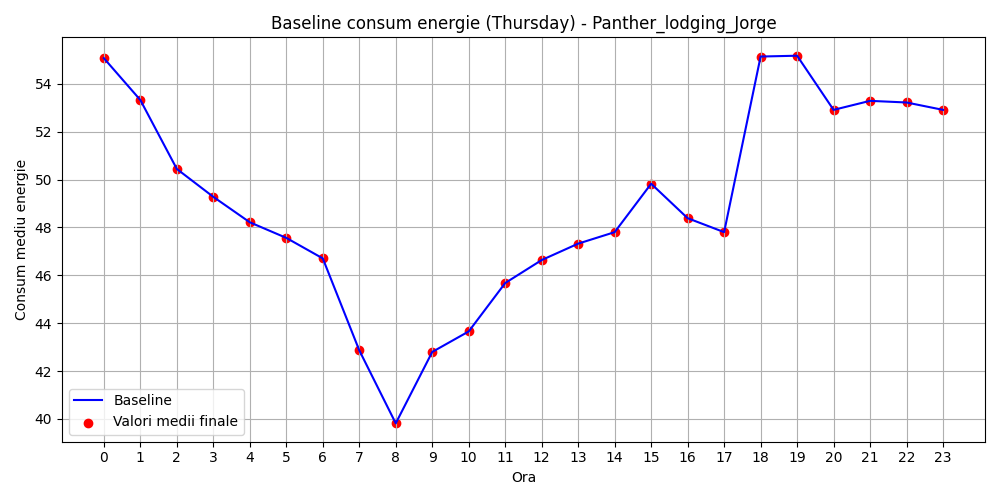 Baseline consum energie (Thursday) - Panther_lodging_Jorge
Consum mediu energie
54
52
50
48
46
44
42
40
Baseline
Valori medii finale
0 1 2 3 4 5 6 7 8 9 10 11 12 13 14 15 16 17 18 19 20 21 22 23
Ora